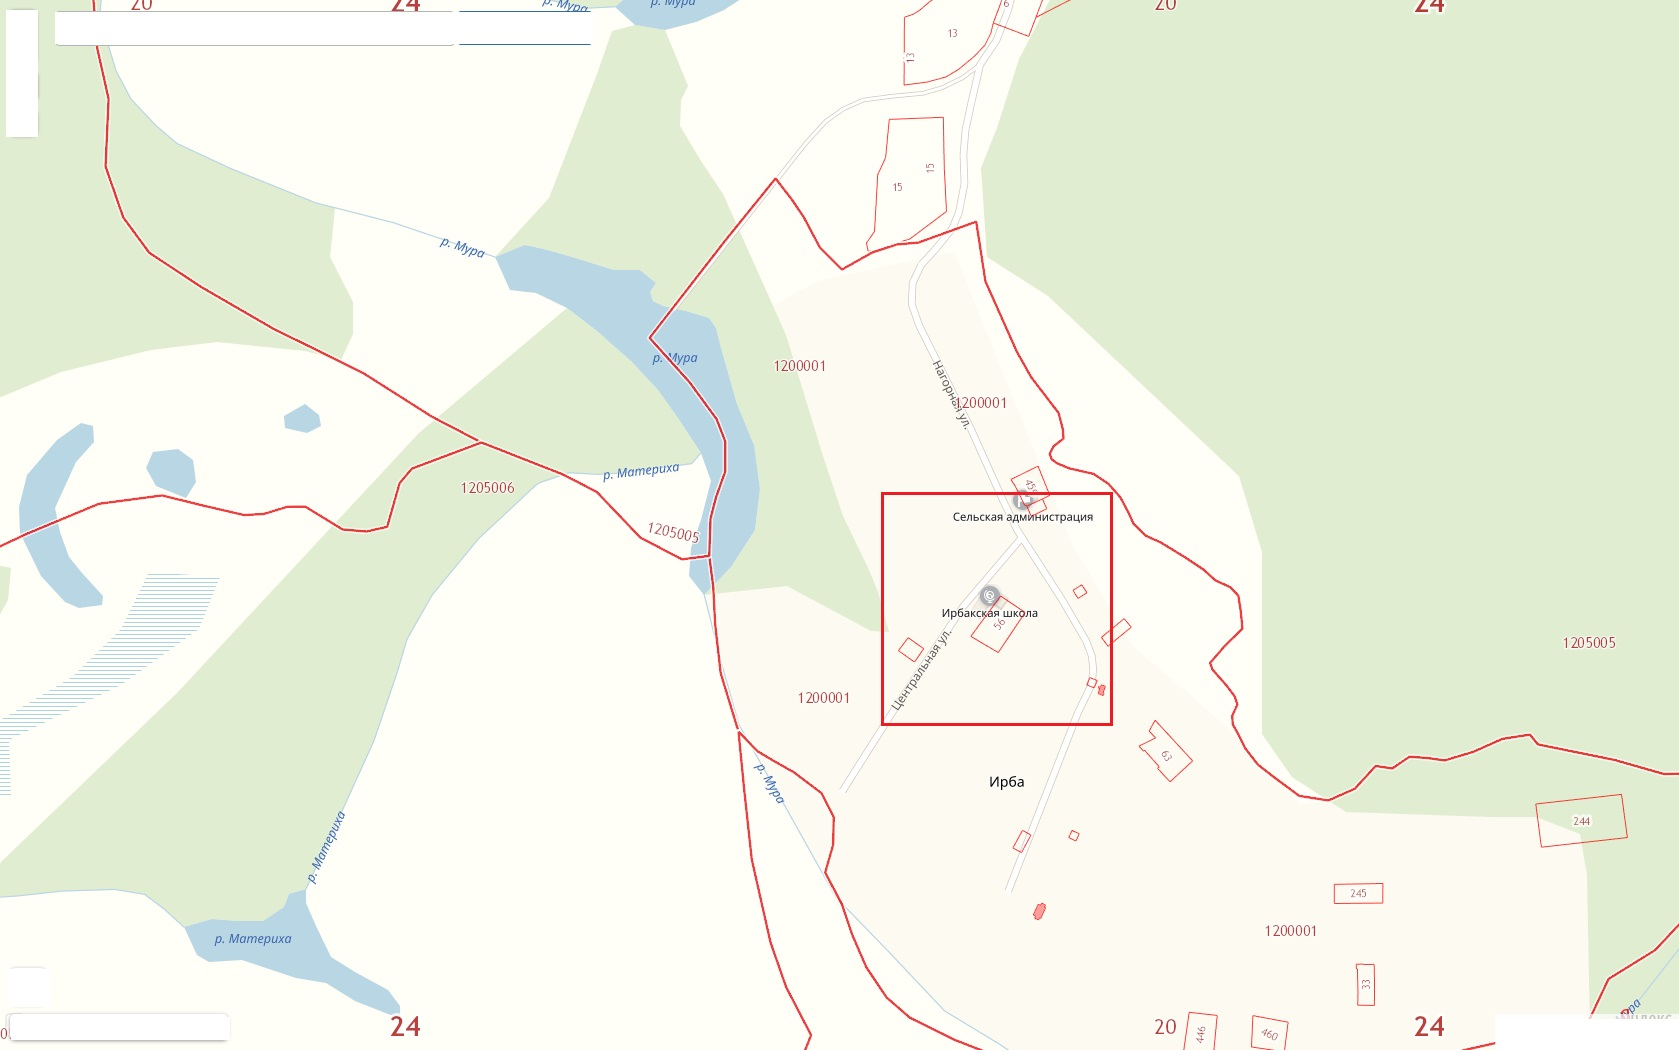 20
24
р. Мура
р. Мура
20
24
6
13
13
15
15
р. Мура
р. Мура
1200001
Нагорная ул.
1200001
р. Материха
1205006
1205005
Сельская администрация
Ирбакская школа
56
Центральная ул.
1205005
1200001
63
р. Мура
Ирба
244
р. Материха
245
1200001
р. Материха
33
24
20
24
446
460